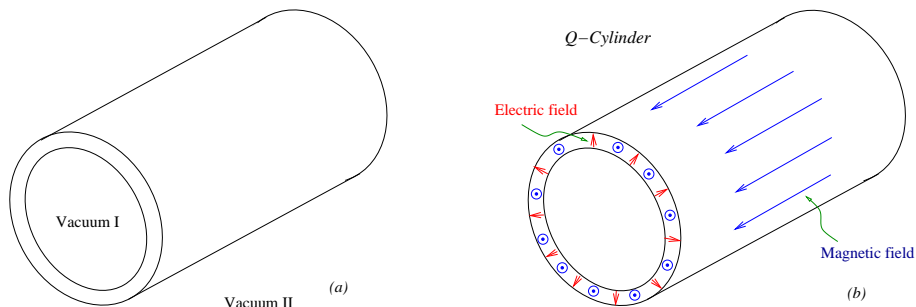 Vacuum I
Vacuum II
(a)
Q−Cylinder
Electric field
Magnetic field
(b)